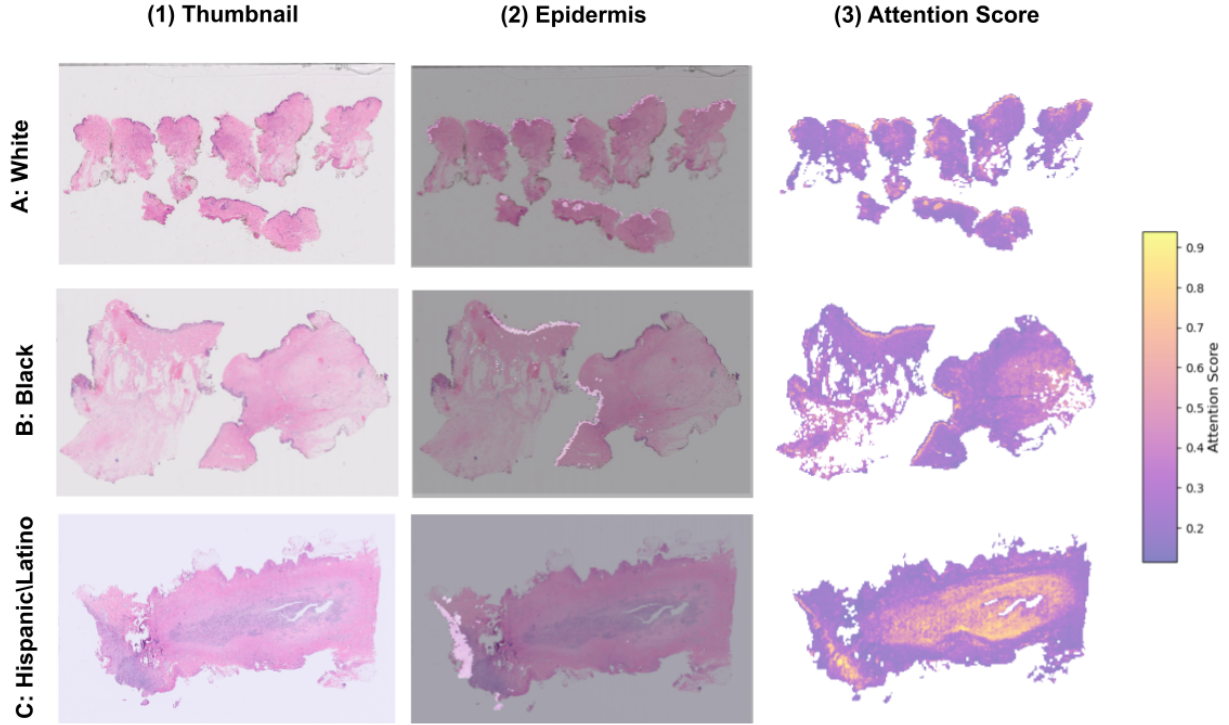 (1) Thumbnail (2) Epidermis (3) Attention Score
A: White
B: Black
C: Hispanic\Latino
0.9
0.8
0.7
0.6
0.5
0.4
0.3
0.2
Attention Score